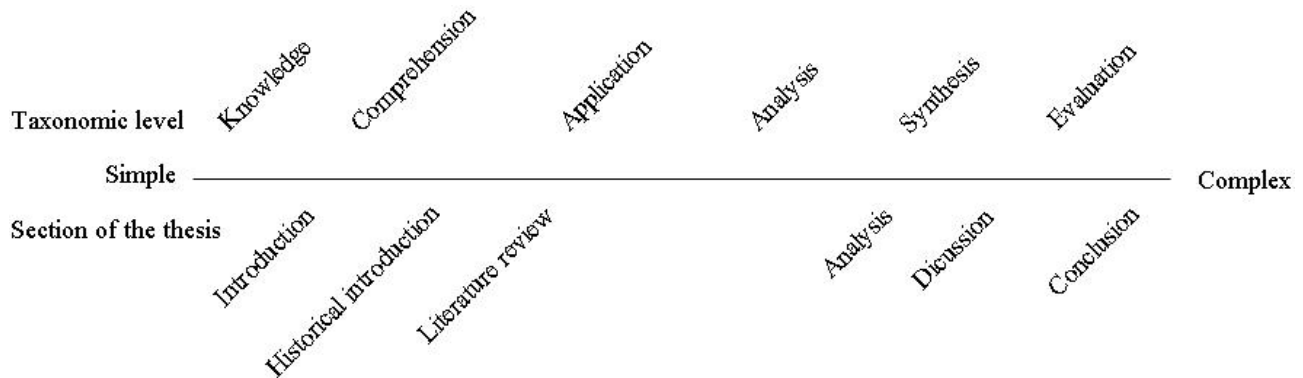 Taxonomic level
Knowledge
Comprehension
Application
Analysis
Synthesis
Evaluation
Simple
Complex
Section of the thesis
Introduction
Historical introduction
Literature review
Analysis
Dicussion
Conclusion